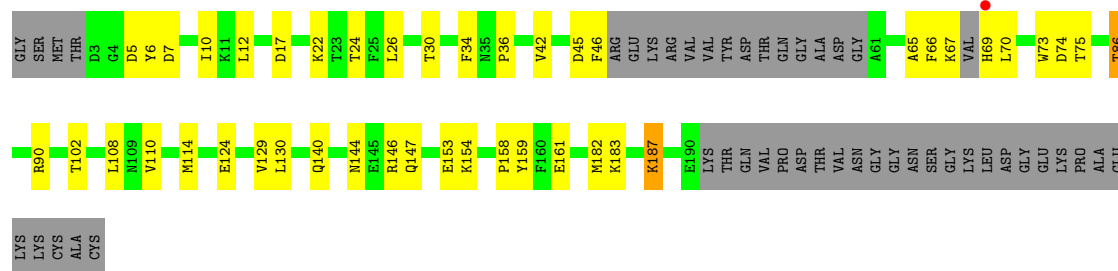 GLY SER MET THR D3 G4 D5 Y6 D7 I10 K11 L12 D17 K22 T23 T24 F25 L26 T30 F34 N35 P36 V42 D45 F46 ARG GLU LYS ARG VAL VAL TYR ASP THR GLN GLY ALA ASP GLY A61 A65 F66 K67 VAL H69 L70 W73 D74 T75 T86
R90 T102 L108 N109 V110 M114 E124 V129 L130 Q140 N144 E145 R146 Q147 E153 K154 P158 Y159 F160 E161 M182 K183 K187 E190 LYS THR GLN VAL PRO ASP THR VAL ASN GLY GLY ASN SER GLY LYS LEU ASP GLY GLU LYS PRO ALA GLU
LYS LYS CYS ALA CYS